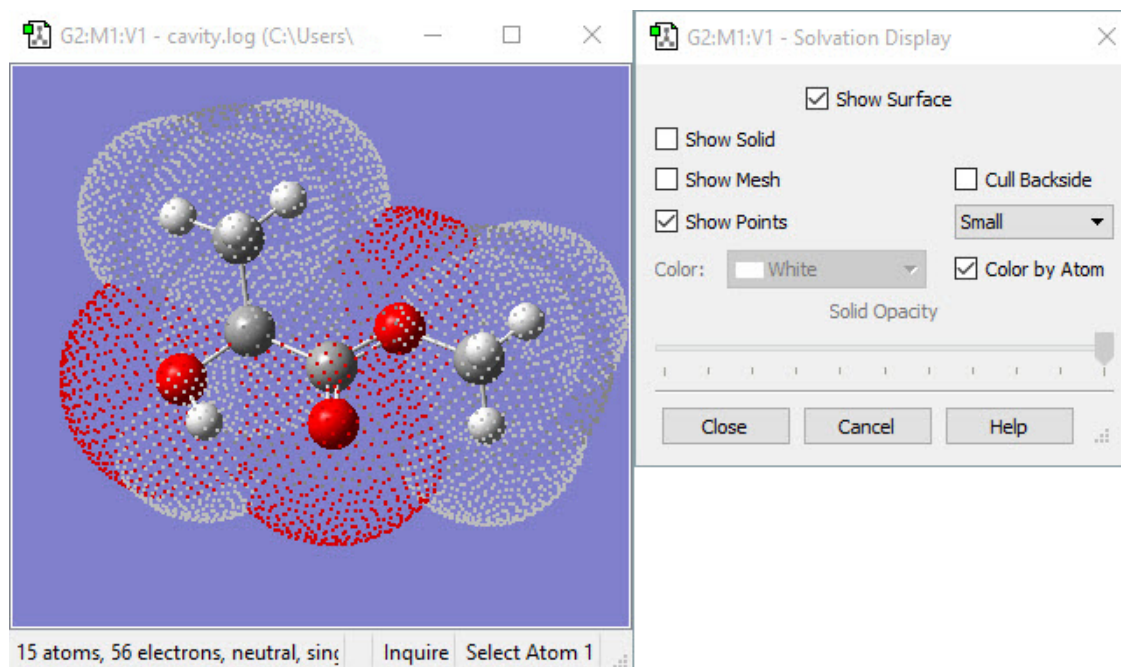 G2:M1:V1 - cavity.log (C:\Users\
15 atoms, 56 electrons, neutral, sing
Inquire
Select Atom 1
G2:M1:V1 - Solvation Display
Show Surface
Show Solid
Show Mesh
Cull Backside
Show Points
Small
Color:
White
Color by Atom
Solid Opacity
Close
Cancel
Help